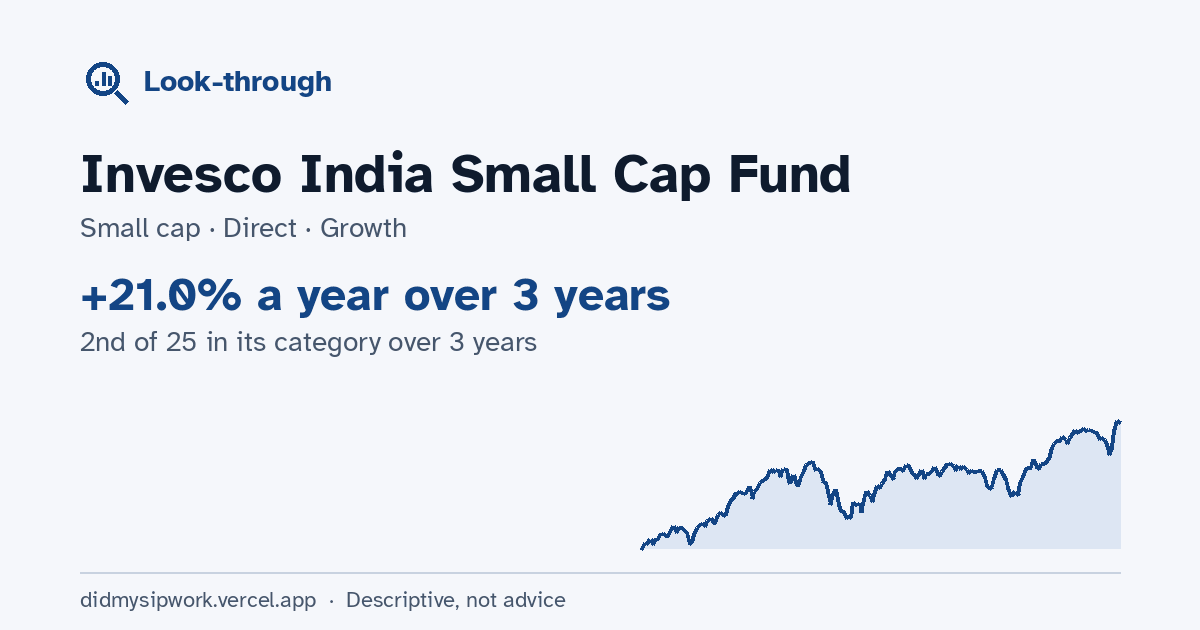 Look-through
Invesco India Small Cap Fund
Small cap · Direct · Growth
+21.0% a year over 3 years
2nd of 25 in its category over 3 years
didmysipwork.vercel.app · Descriptive, not advice